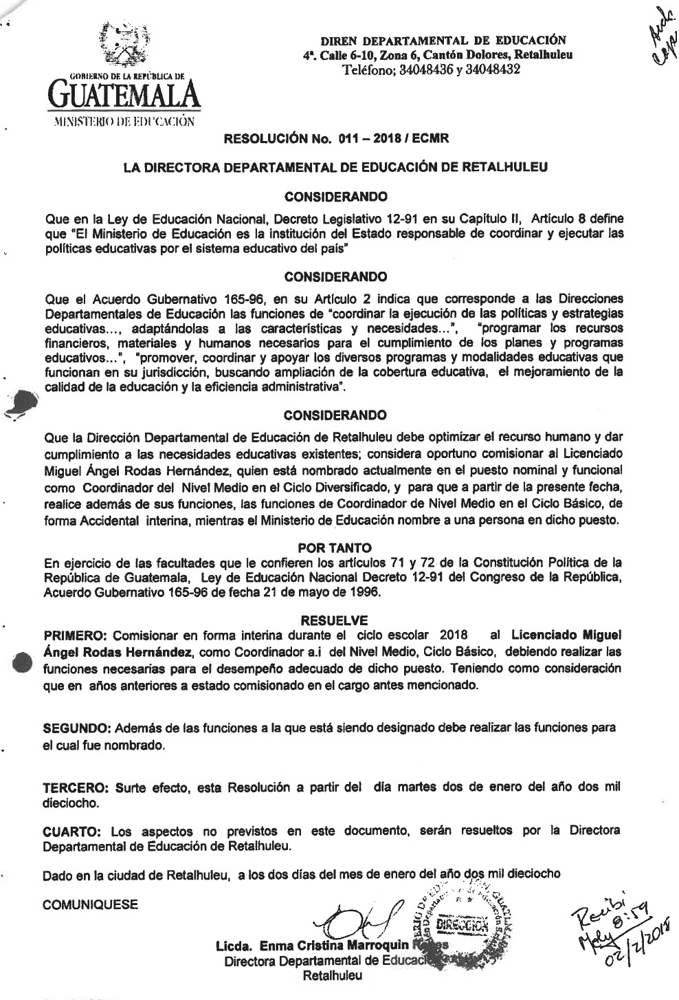 DIREN DEPARTAMENTAL DE EDUCACIÓN
4ª. Calle 6-10, Zona 6, Cantón Dolores, Retalhuleu
Teléfono; 34048436 y 34048432
GOBIERNO DE LA REPÚBLICA DE
GUATEMALA
MINISTERIO DE EDUCACIÓN
RESOLUCIÓN No. 011 – 2018 / ECMR
LA DIRECTORA DEPARTAMENTAL DE EDUCACIÓN DE RETALHULEU
CONSIDERANDO
Que en la Ley de Educación Nacional, Decreto Legislativo 12-91 en su Capítulo II, Artículo 8 define
que "El Ministerio de Educación es la institución del Estado responsable de coordinar y ejecutar las
políticas educativas por el sistema educativo del país"
CONSIDERANDO
Que el Acuerdo Gubernativo 165-96, en su Artículo 2 indica que corresponde a las Direcciones
Departamentales de Educación las funciones de "coordinar la ejecución de las políticas y estrategias
educativas..., adaptándolas a las características y necesidades...", "programar los recursos
financieros, materiales y humanos necesarios para el cumplimiento de los planes y programas
educativos...", "promover, coordinar y apoyar los diversos programas y modalidades educativas que
funcionan en su jurisdicción, buscando ampliación de la cobertura educativa, el mejoramiento de la
calidad de la educación y la eficiencia administrativa".
CONSIDERANDO
Que la Dirección Departamental de Educación de Retalhuleu debe optimizar el recurso humano y dar
cumplimiento a las necesidades educativas existentes; considera oportuno comisionar al Licenciado
Miguel Ángel Rodas Hernández, quien está nombrado actualmente en el puesto nominal y funcional
como Coordinador del Nivel Medio en el Ciclo Diversificado, y para que a partir de la presente fecha,
realice además de sus funciones, las funciones de Coordinador de Nivel Medio en el Ciclo Básico, de
forma Accidental interina, mientras el Ministerio de Educación nombre a una persona en dicho puesto.
POR TANTO
En ejercicio de las facultades que le confieren los artículos 71 y 72 de la Constitución Política de la
República de Guatemala, Ley de Educación Nacional Decreto 12-91 del Congreso de la República,
Acuerdo Gubernativo 165-96 de fecha 21 de mayo de 1996.
RESUELVE
PRIMERO: Comisionar en forma interina durante el ciclo escolar 2018 al Licenciado Miguel
Ángel Rodas Hernández, como Coordinador a.i del Nivel Medio, Ciclo Básico, debiendo realizar las
funciones necesarias para el desempeño adecuado de dicho puesto. Teniendo como consideración
que en años anteriores a estado comisionado en el cargo antes mencionado.
SEGUNDO: Además de las funciones a la que está siendo designado debe realizar las funciones para
el cual fue nombrado.
TERCERO: Surte efecto, esta Resolución a partir del día martes dos de enero del año dos mil
dieciocho.
CUARTO: Los aspectos no previstos en este documento, serán resueltos por la Directora
Departamental de Educación de Retalhuleu.
Dado en la ciudad de Retalhuleu, a los dos días del mes de enero del año dos mil dieciocho
COMUNIQUESE
DIRECCIÓN
Licda. Enma Cristina Marroquin
Directora Departamental de Educación
Retalhuleu
Recibi
8:59
02/2/2018